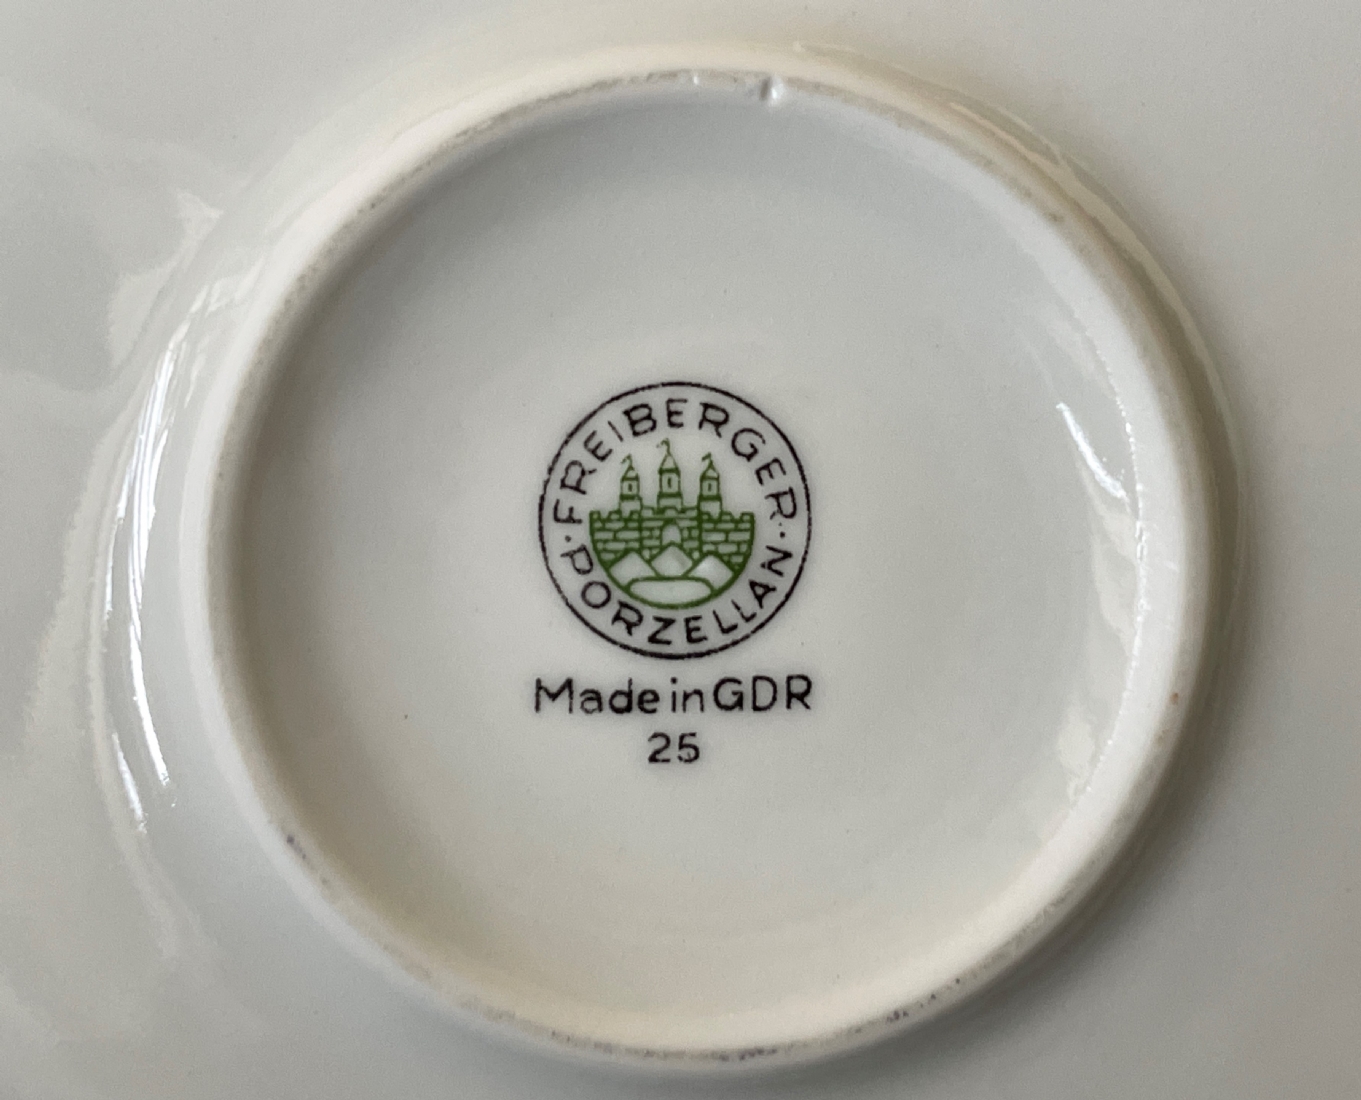 FREIBERGER
· PORZELLAN ·
Made in GDR
25